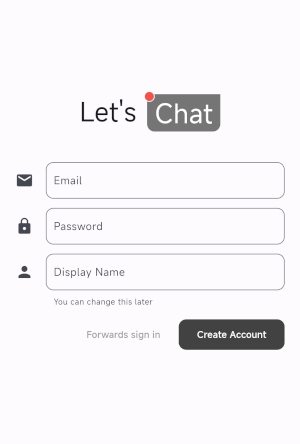 Let's Chat
Email
Password
Display Name
You can change this later
Forwards sign in
Create Account